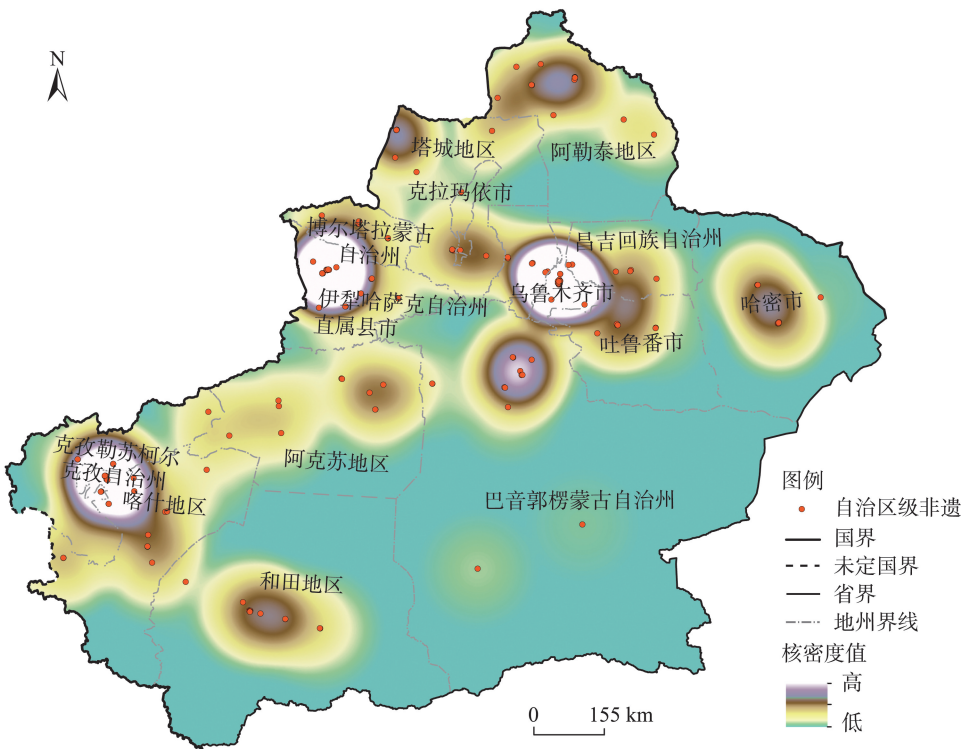 N
塔城地区
阿勒泰地区
克拉玛依市
博尔塔拉蒙古
自治州
昌吉回族自治州
伊犁哈萨克自治州
直属县市
乌鲁木齐市
哈密市
吐鲁番市
克孜勒苏柯尔
克孜自治州
喀什地区
阿克苏地区
巴音郭楞蒙古自治州
和田地区
图例
自治区级非遗
国界
未定国界
省界
地州界线
核密度值
高
低
0 155 km